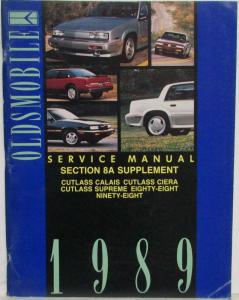 OLDSMOBILE
SERVICE MANUAL
SECTION 8A SUPPLEMENT
CUTLASS CALAIS CUTLASS CIERA
CUTLASS SUPREME EIGHTY-EIGHT
NINETY-EIGHT
1989